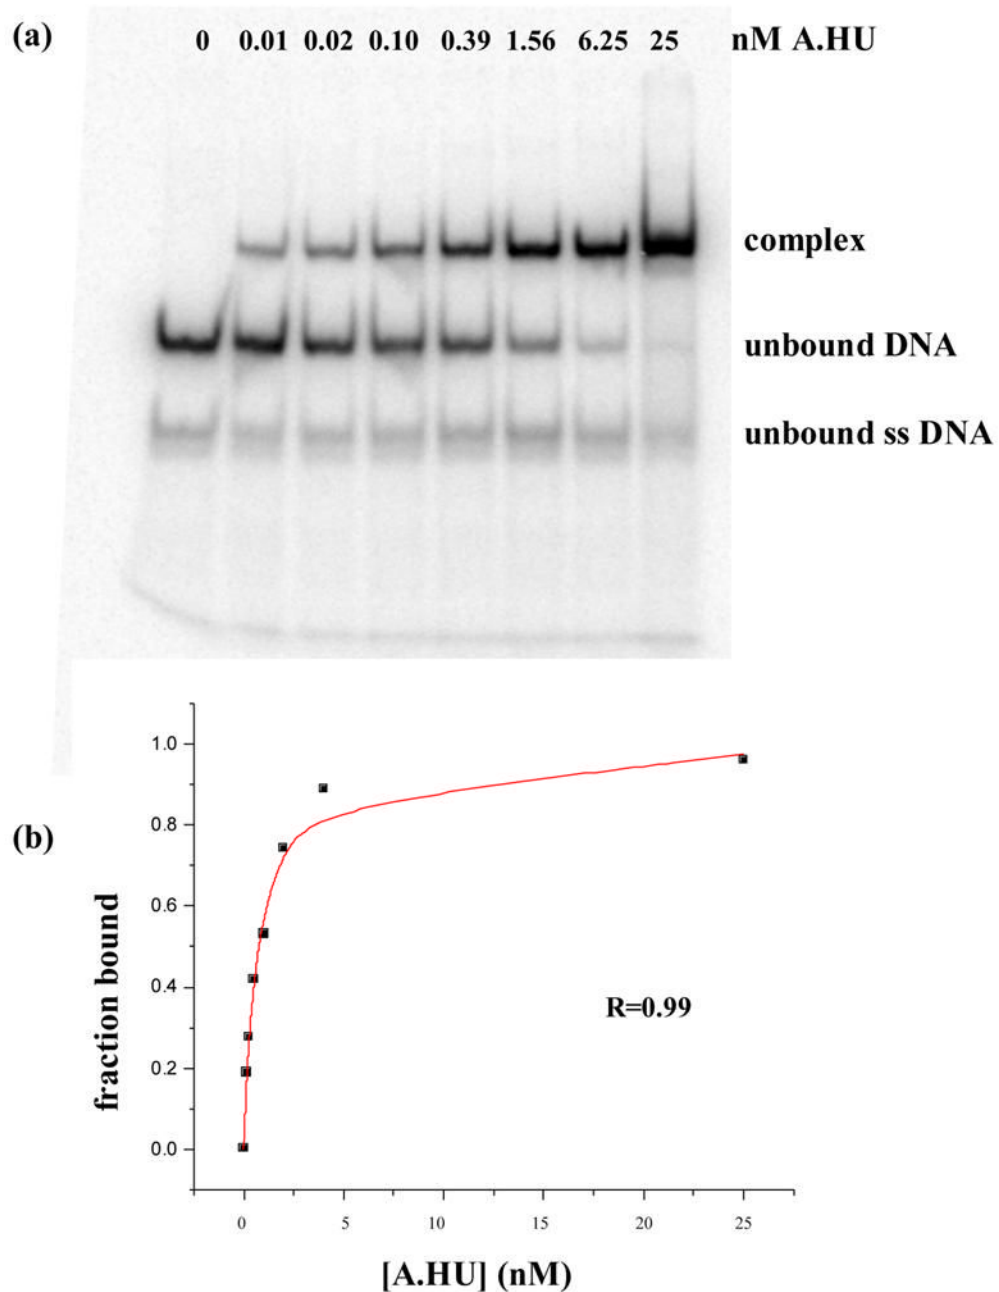 (a) 0 0.01 0.02 0.10 0.39 1.56 6.25 25 nM A.HU
complex
unbound DNA
unbound ss DNA
(b)
fraction bound
1.0
0.8
0.6
0.4
0.2
0.0
R=0.99
0 5 10 15 20 25
[A.HU] (nM)